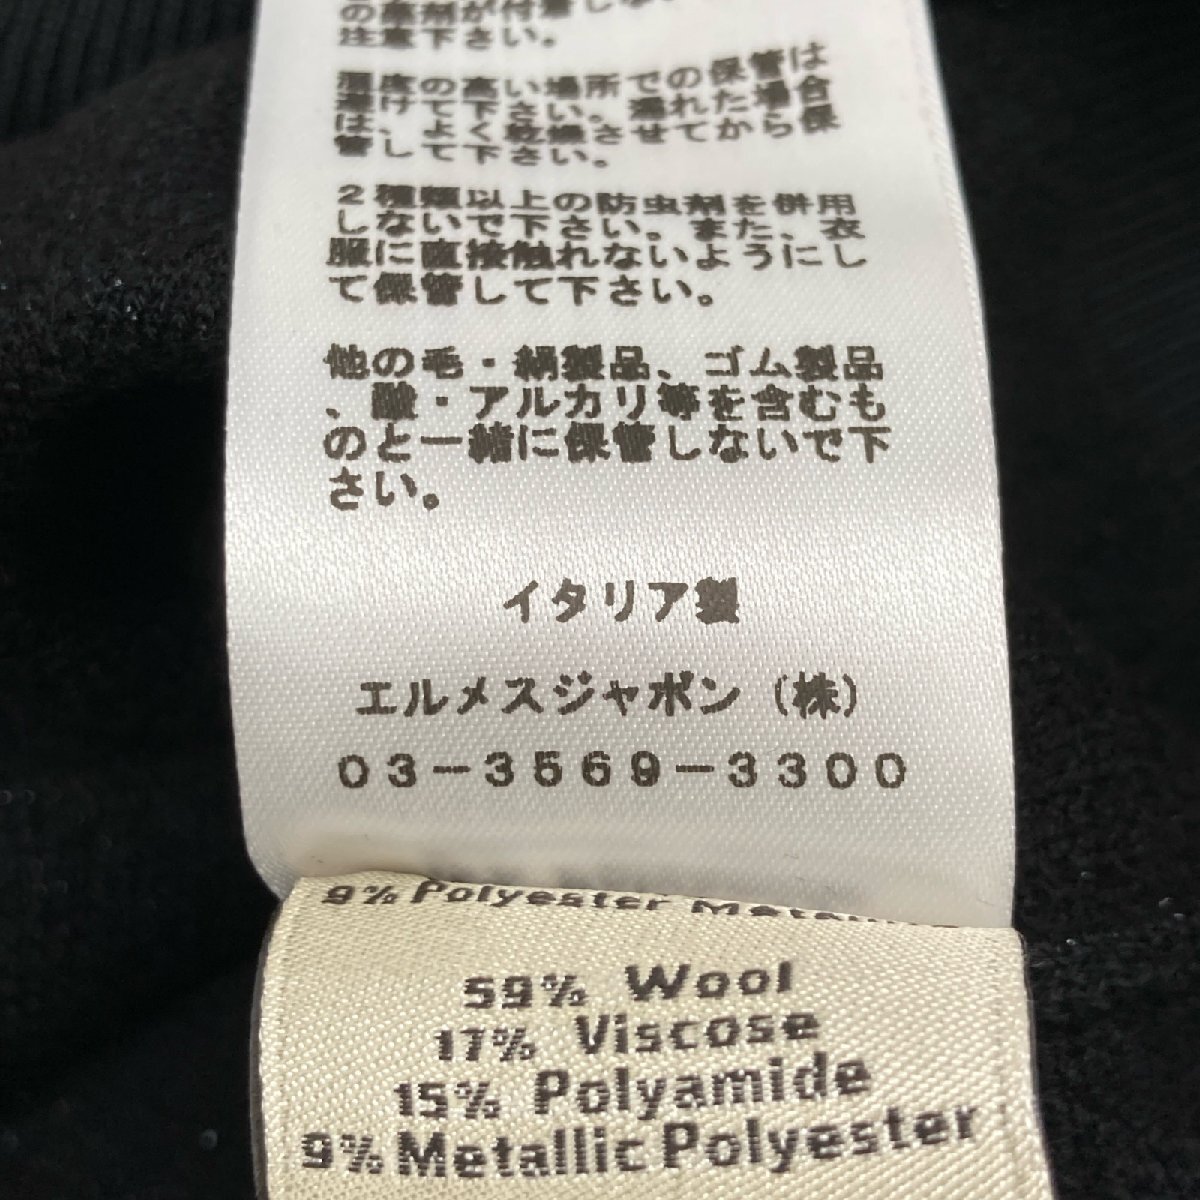 の薬剤が付着しない
注意下さい。
湿度の高い場所での保管は
避けて下さい。濡れた場合
は、よく乾燥させてから保
管して下さい。
2種類以上の防虫剤を併用
しないで下さい。また、衣
服に直接触れないようにし
て保管して下さい。
他の毛・絹製品、ゴム製品
、酸・アルカリ等を含むも
のと一緒に保管しないで下
さい。
イタリア製
エルメスジャポン(株)
03-3569-3300
9% Polyester
59% Wool
17% Viscose
15% Polyamide
9% Metallic Polyester